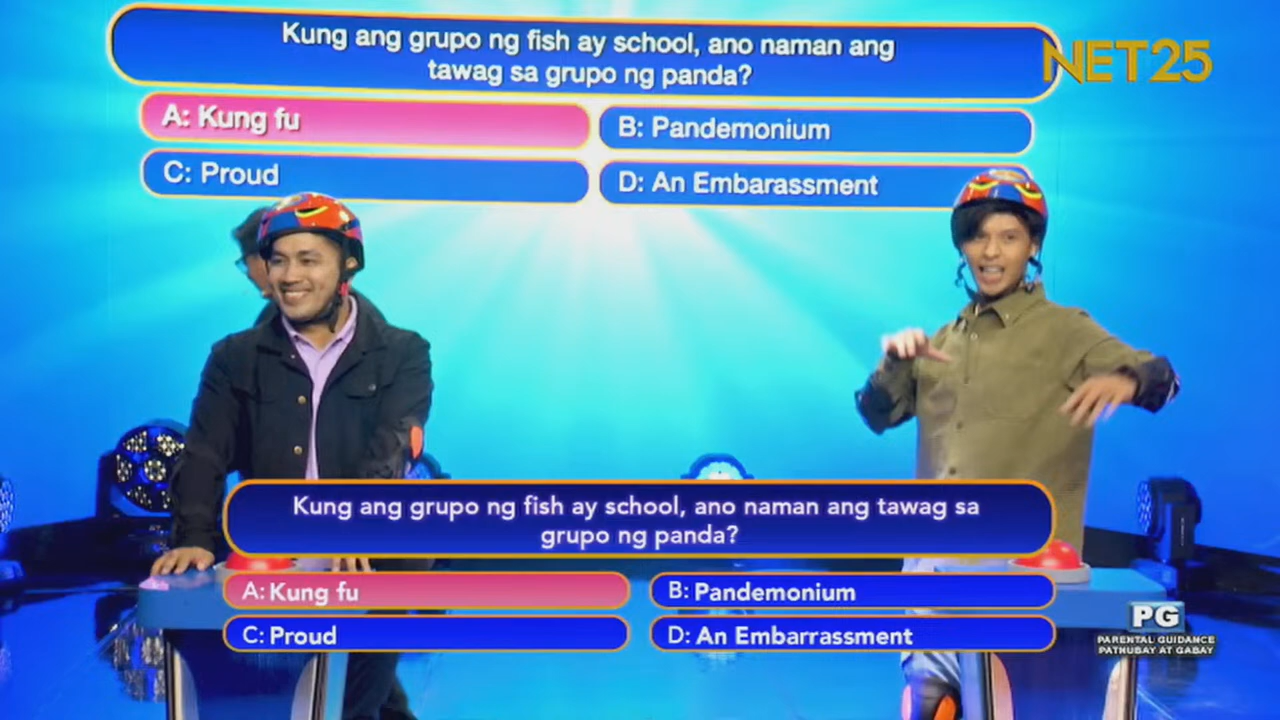 Kung ang grupo ng fish ay school, ano naman ang
tawag sa grupo ng panda?
NET25
A: Kung fu
B: Pandemonium
C: Proud
D: An Embarassment
Kung ang grupo ng fish ay school, ano naman ang tawag sa
grupo ng panda?
A: Kung fu
B: Pandemonium
C: Proud
D: An Embarrassment
PG
PARENTAL GUIDANCE
PATNUBAY AT GABAY